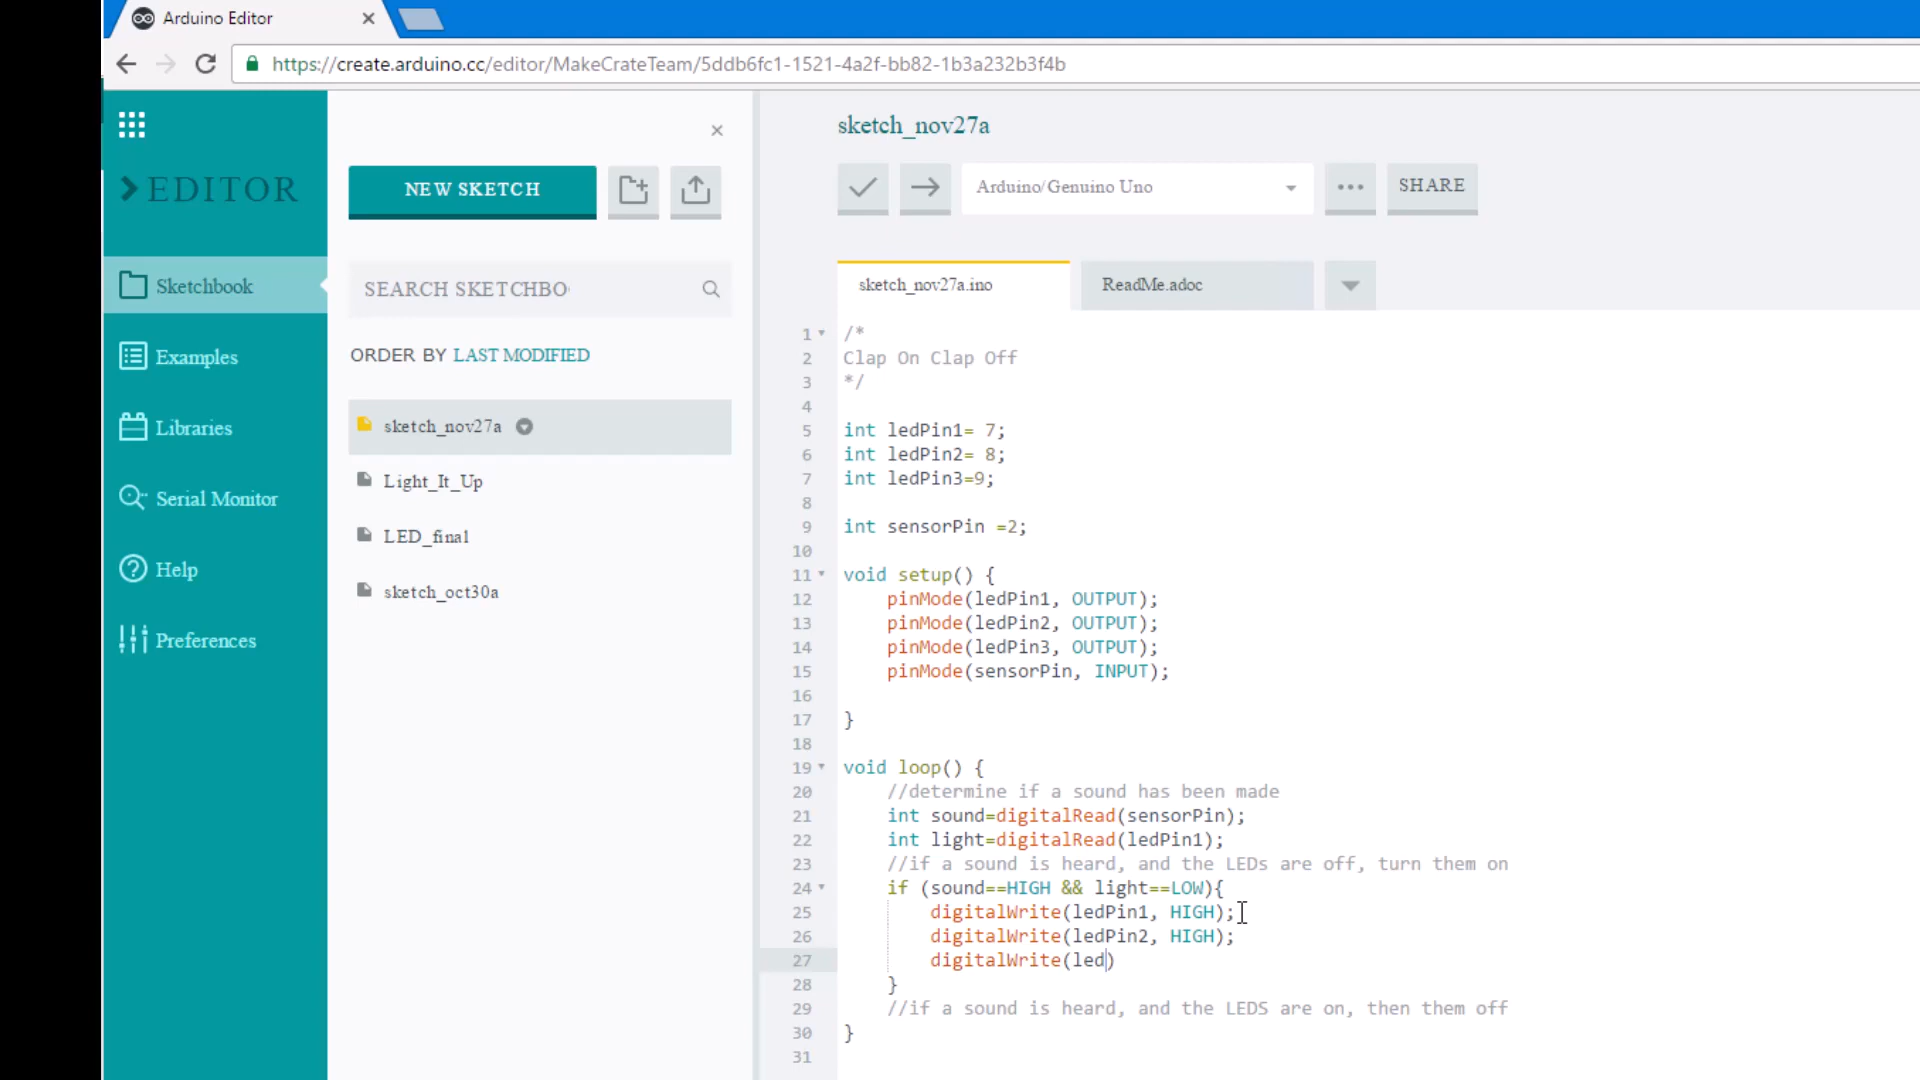 Arduino Editor
https://create.arduino.cc/editor/MakeCrateTeam/5ddb6fc1-1521-4a2f-bb82-1b3a232b3f4b
EDITOR
Sketchbook
Examples
Libraries
Serial Monitor
Help
Preferences
NEW SKETCH
SEARCH SKETCHBO
ORDER BY LAST MODIFIED
sketch_nov27a
Light_It_Up
LED_final
sketch_oct30a
sketch_nov27a
Arduino/Genuino Uno
SHARE
sketch_nov27a.ino
ReadMe.adoc
1 /*
2 Clap On Clap Off
3 */
4
5 int ledPin1= 7;
6 int ledPin2= 8;
7 int ledPin3=9;
8
9 int sensorPin =2;
10
11 void setup() {
12 pinMode(ledPin1, OUTPUT);
13 pinMode(ledPin2, OUTPUT);
14 pinMode(ledPin3, OUTPUT);
15 pinMode(sensorPin, INPUT);
16
17 }
18
19 void loop() {
20 //determine if a sound has been made
21 int sound=digitalRead(sensorPin);
22 int light=digitalRead(ledPin1);
23 //if a sound is heard, and the LEDs are off, turn them on
24 if (sound==HIGH && light==LOW){
25 digitalWrite(ledPin1, HIGH);
26 digitalWrite(ledPin2, HIGH);
27 digitalWrite(led)
28 }
29 //if a sound is heard, and the LEDS are on, then them off
30 }
31